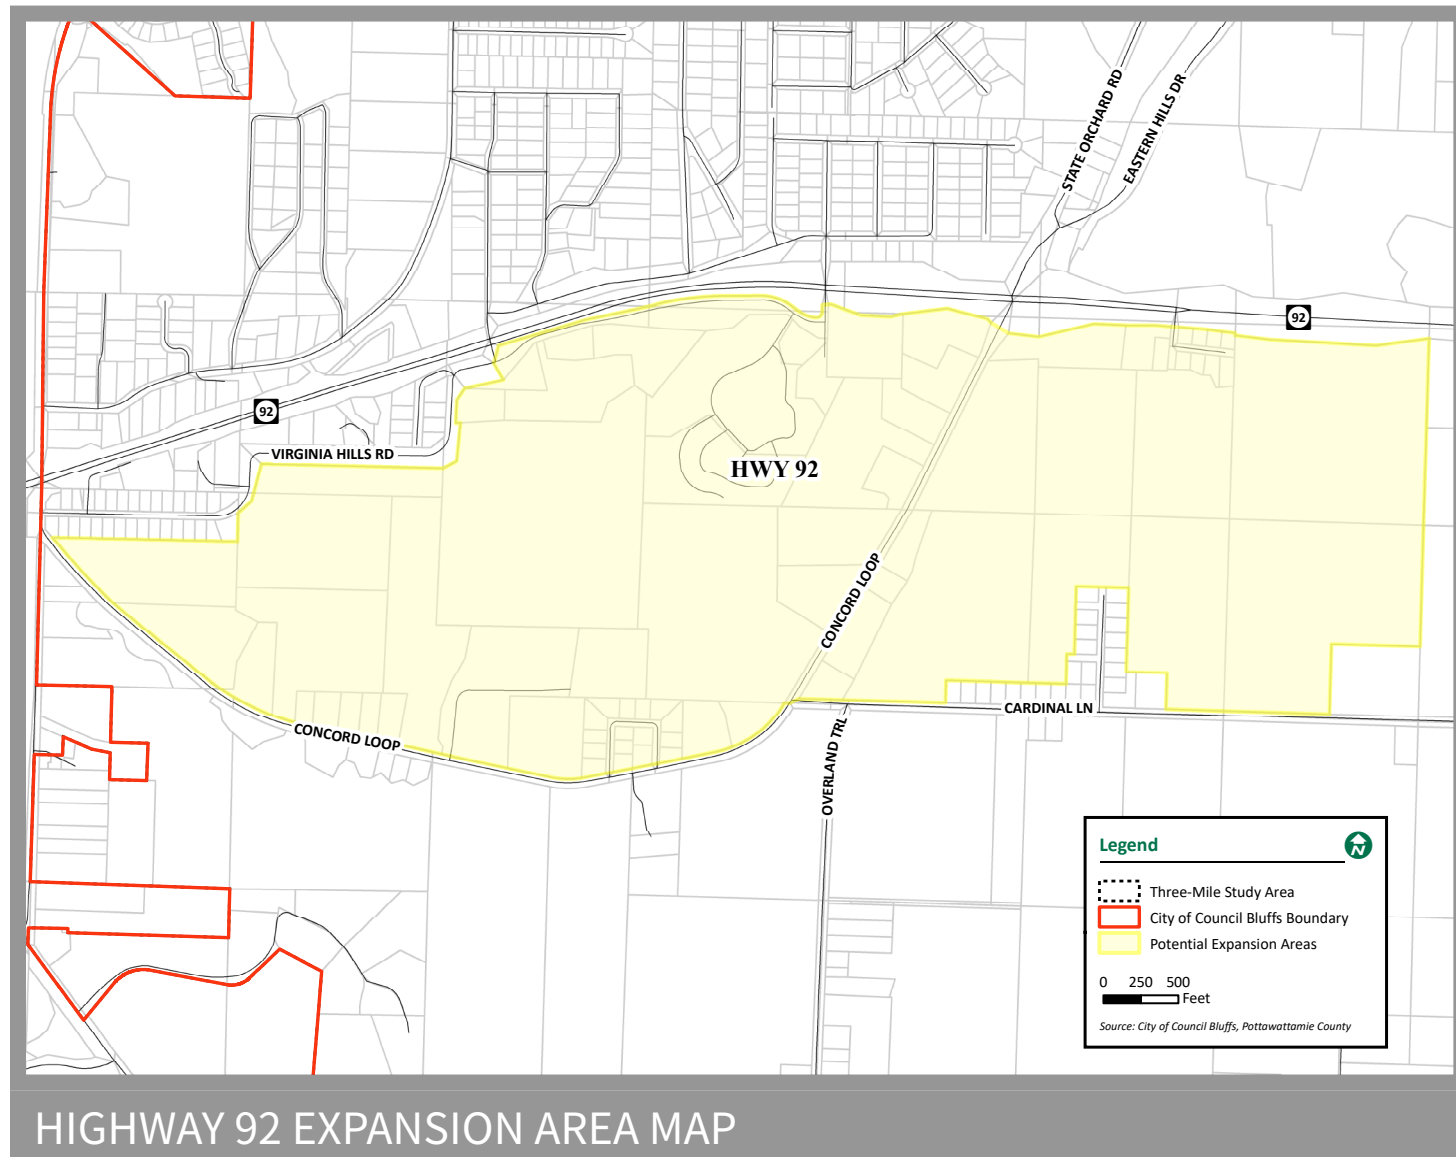 STATE ORCHARD RD
EASTERN HILLS DR
92
92
VIRGINIA HILLS RD
HWY 92
CONCORD LOOP
CONCORD LOOP
CARDINAL LN
OVERLAND TRL
Legend
N
Three-Mile Study Area
City of Council Bluffs Boundary
Potential Expansion Areas
0 250 500
Feet
Source: City of Council Bluffs, Pottawattamie County
HIGHWAY 92 EXPANSION AREA MAP